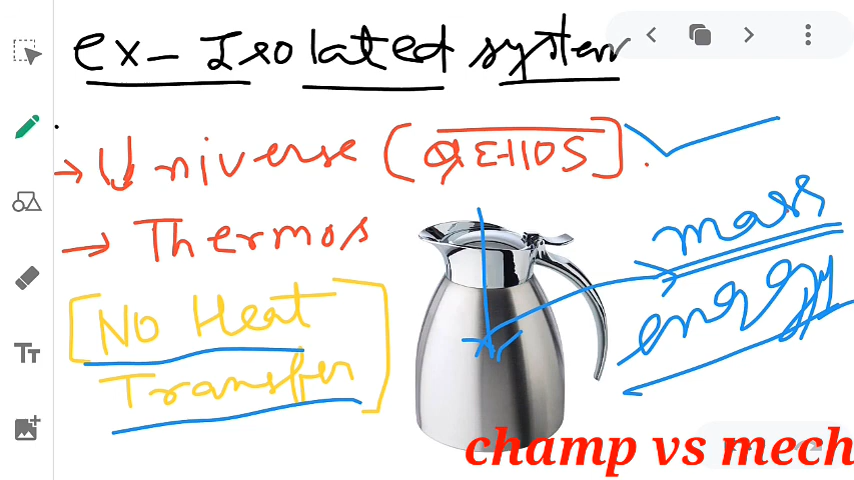 ex- Isolated system
→ Universe
→ Thermos
mass
energy
[No Heat
Transfer]
champ vs mech